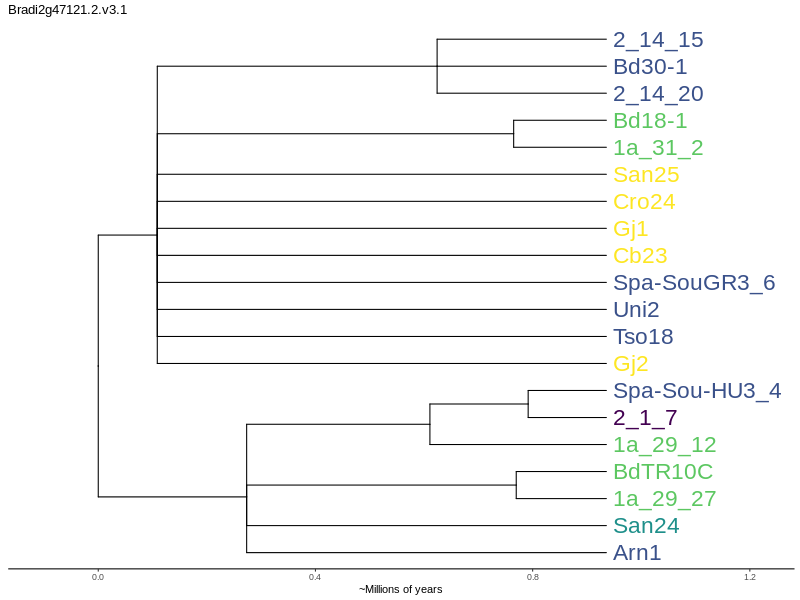 Bradi2g47121.2.v3.1
2_14_15
Bd30-1
2_14_20
Bd18-1
1a_31_2
San25
Cro24
Gj1
Cb23
Spa-SouGR3_6
Uni2
Tso18
Gj2
Spa-Sou-HU3_4
2_1_7
1a_29_12
BdTR10C
1a_29_27
San24
Arn1
0.0 0.4 0.8 1.2
~Millions of years